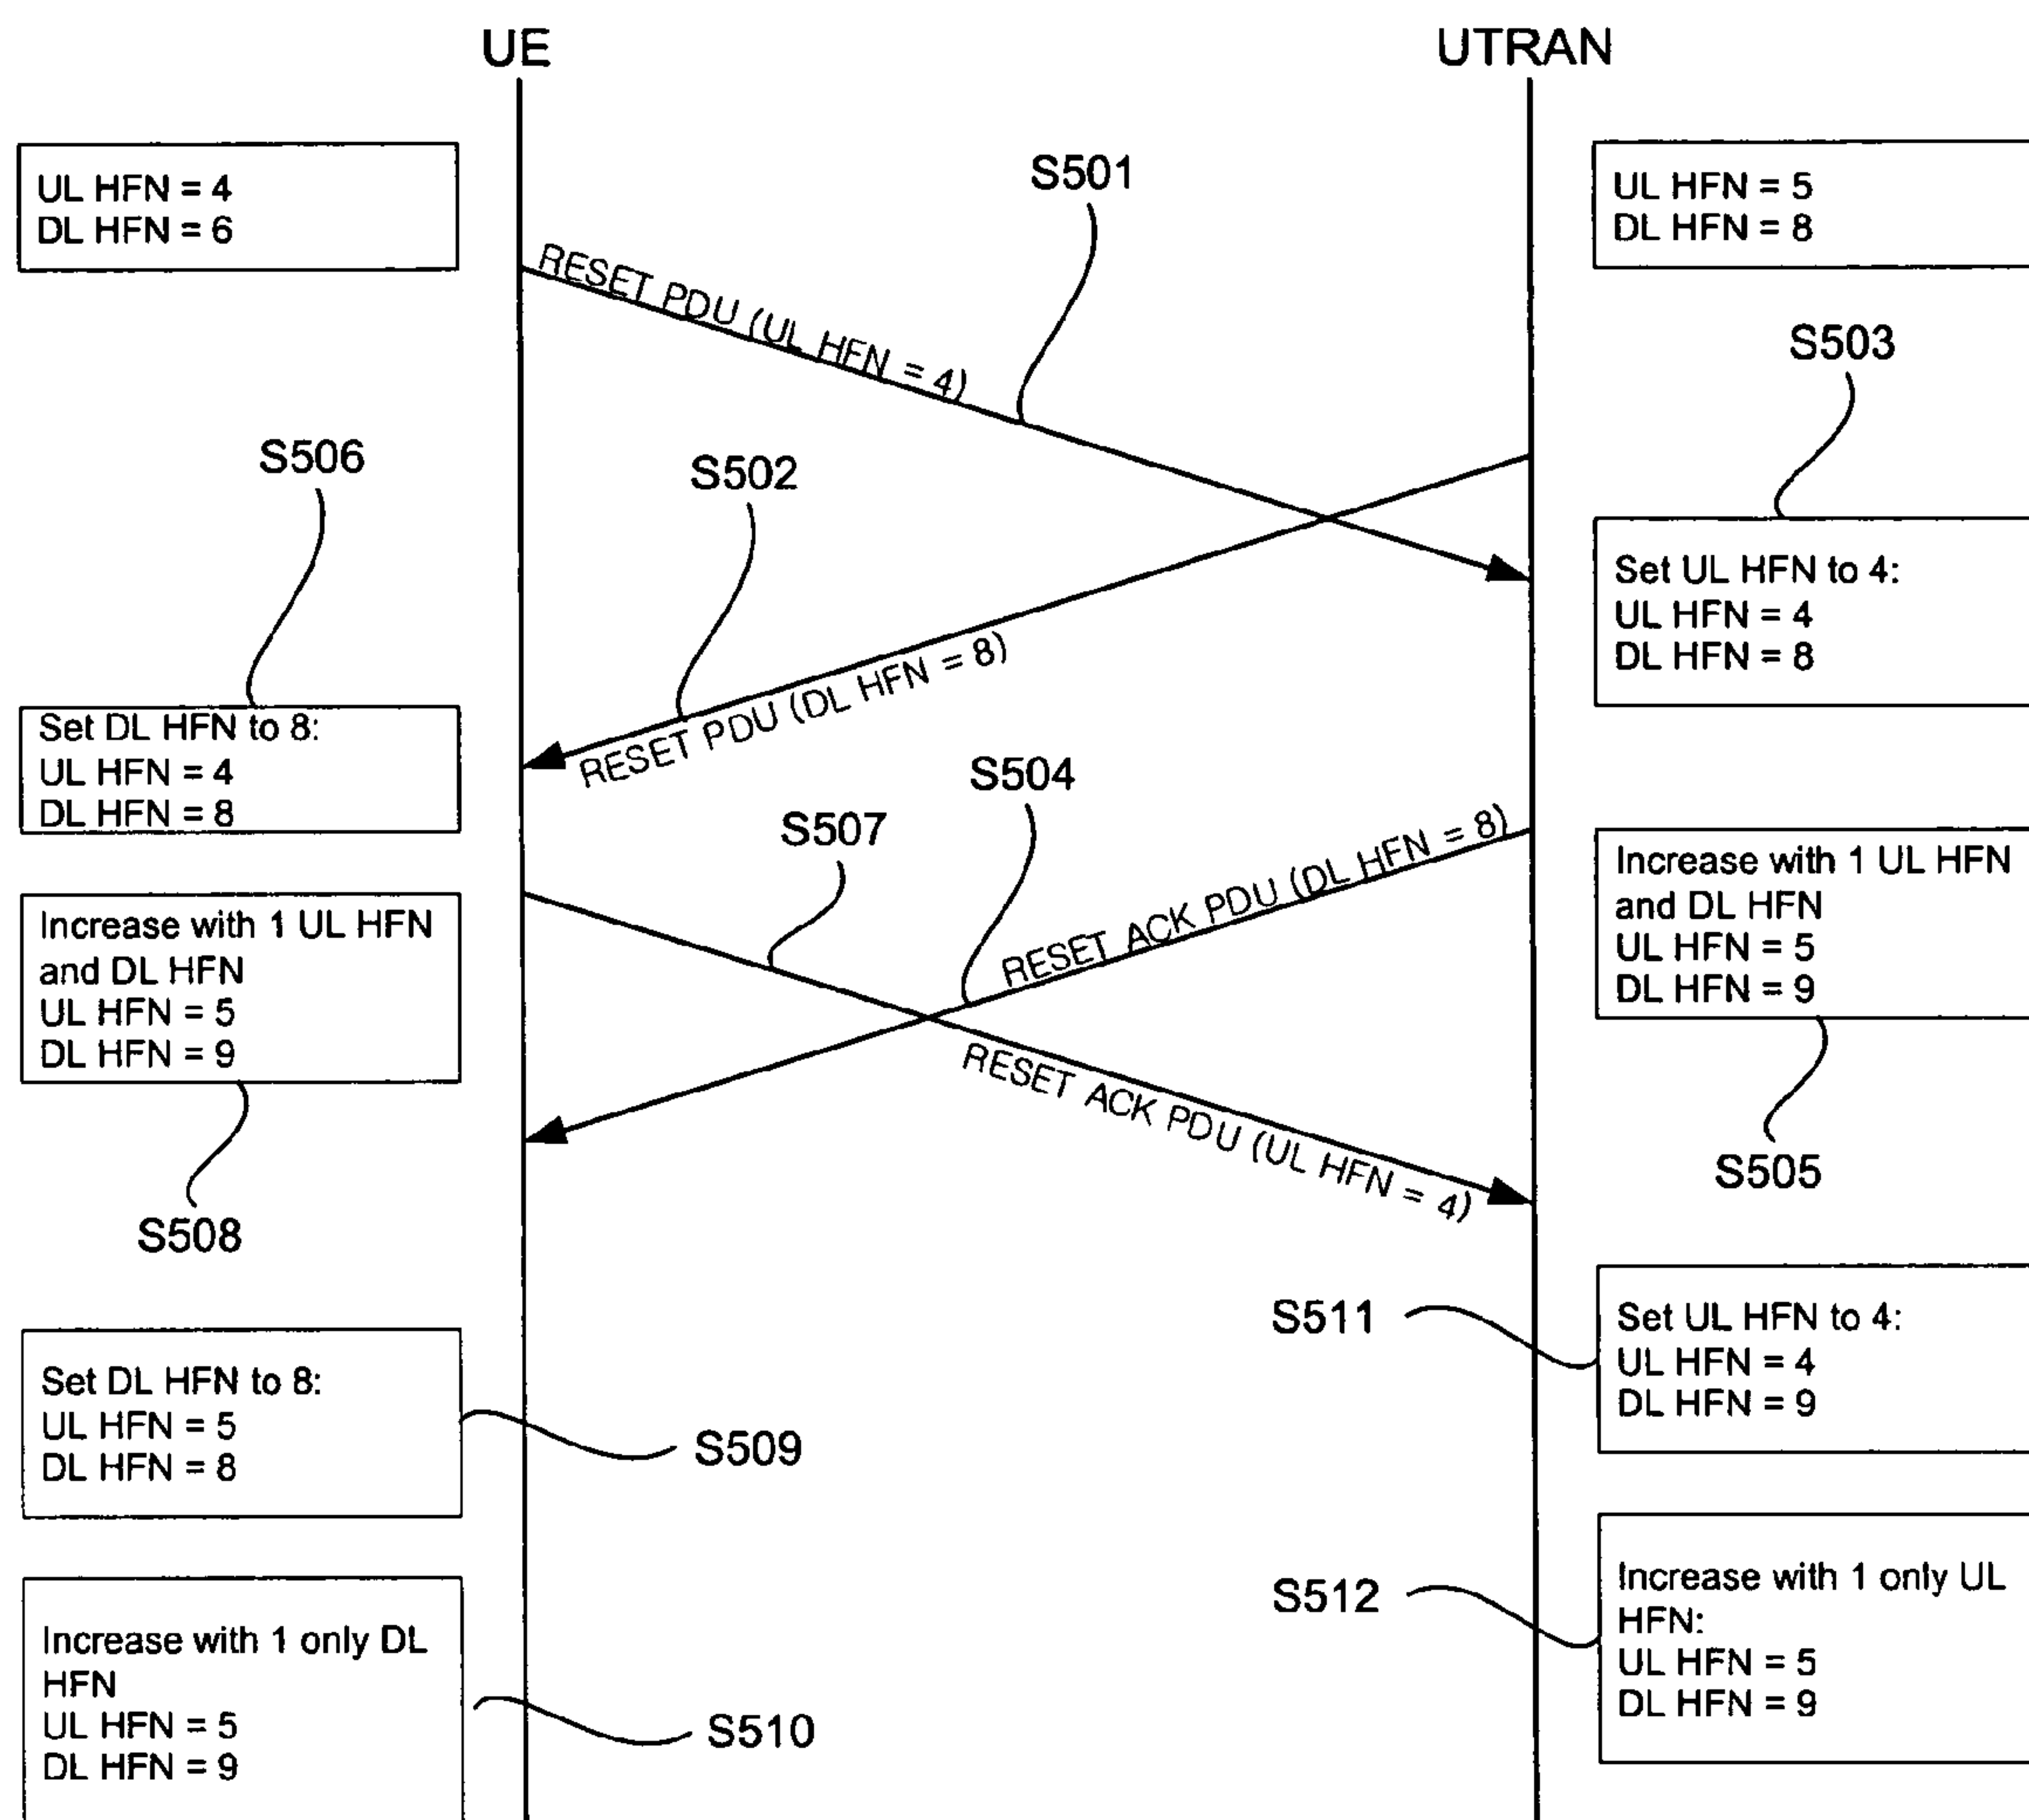 UE
UTRAN
UL HFN = 4
DL HFN = 6
S501
UL HFN = 5
DL HFN = 8
RESET PDU (UL HFN = 4)
S503
S506
S502
Set UL HFN to 4:
UL HFN = 4
DL HFN = 8
RESET PDU (DL HFN = 8)
Set DL HFN to 8:
UL HFN = 4
DL HFN = 8
S504
S507
RESET ACK PDU (DL HFN = 8)
Increase with 1 UL HFN
and DL HFN
UL HFN = 5
DL HFN = 9
Increase with 1 UL HFN
and DL HFN
UL HFN = 5
DL HFN = 9
RESET ACK PDU (UL HFN = 4)
S505
S508
S511
Set UL HFN to 4:
UL HFN = 4
DL HFN = 9
Set DL HFN to 8:
UL HFN = 5
DL HFN = 8
S509
S512
Increase with 1 only UL
HFN:
UL HFN = 5
DL HFN = 9
Increase with 1 only DL
HFN
UL HFN = 5
DL HFN = 9
S510